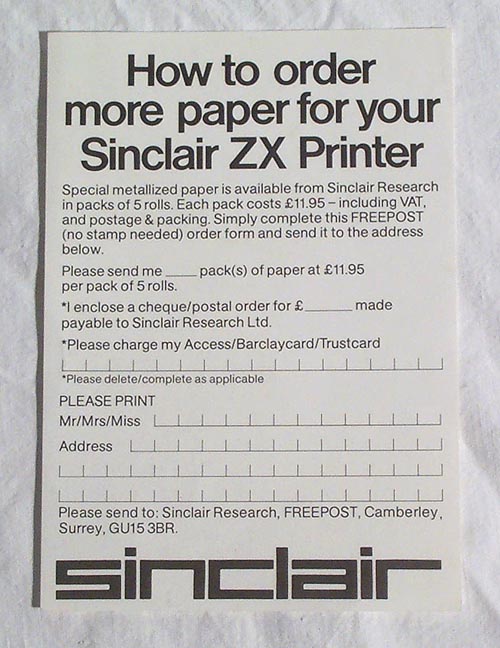 How to order
more paper for your
Sinclair ZX Printer
Special metallized paper is available from Sinclair Research
in packs of 5 rolls. Each pack costs £11.95 – including VAT,
and postage & packing. Simply complete this FREEPOST
(no stamp needed) order form and send it to the address
below.
Please send me ____ pack(s) of paper at £11.95
per pack of 5 rolls.
*I enclose a cheque/postal order for £______ made
payable to Sinclair Research Ltd.
*Please charge my Access/Barclaycard/Trustcard
*Please delete/complete as applicable
PLEASE PRINT
Mr/Mrs/Miss
Address
Please send to: Sinclair Research, FREEPOST, Camberley,
Surrey, GU15 3BR.
sinclair